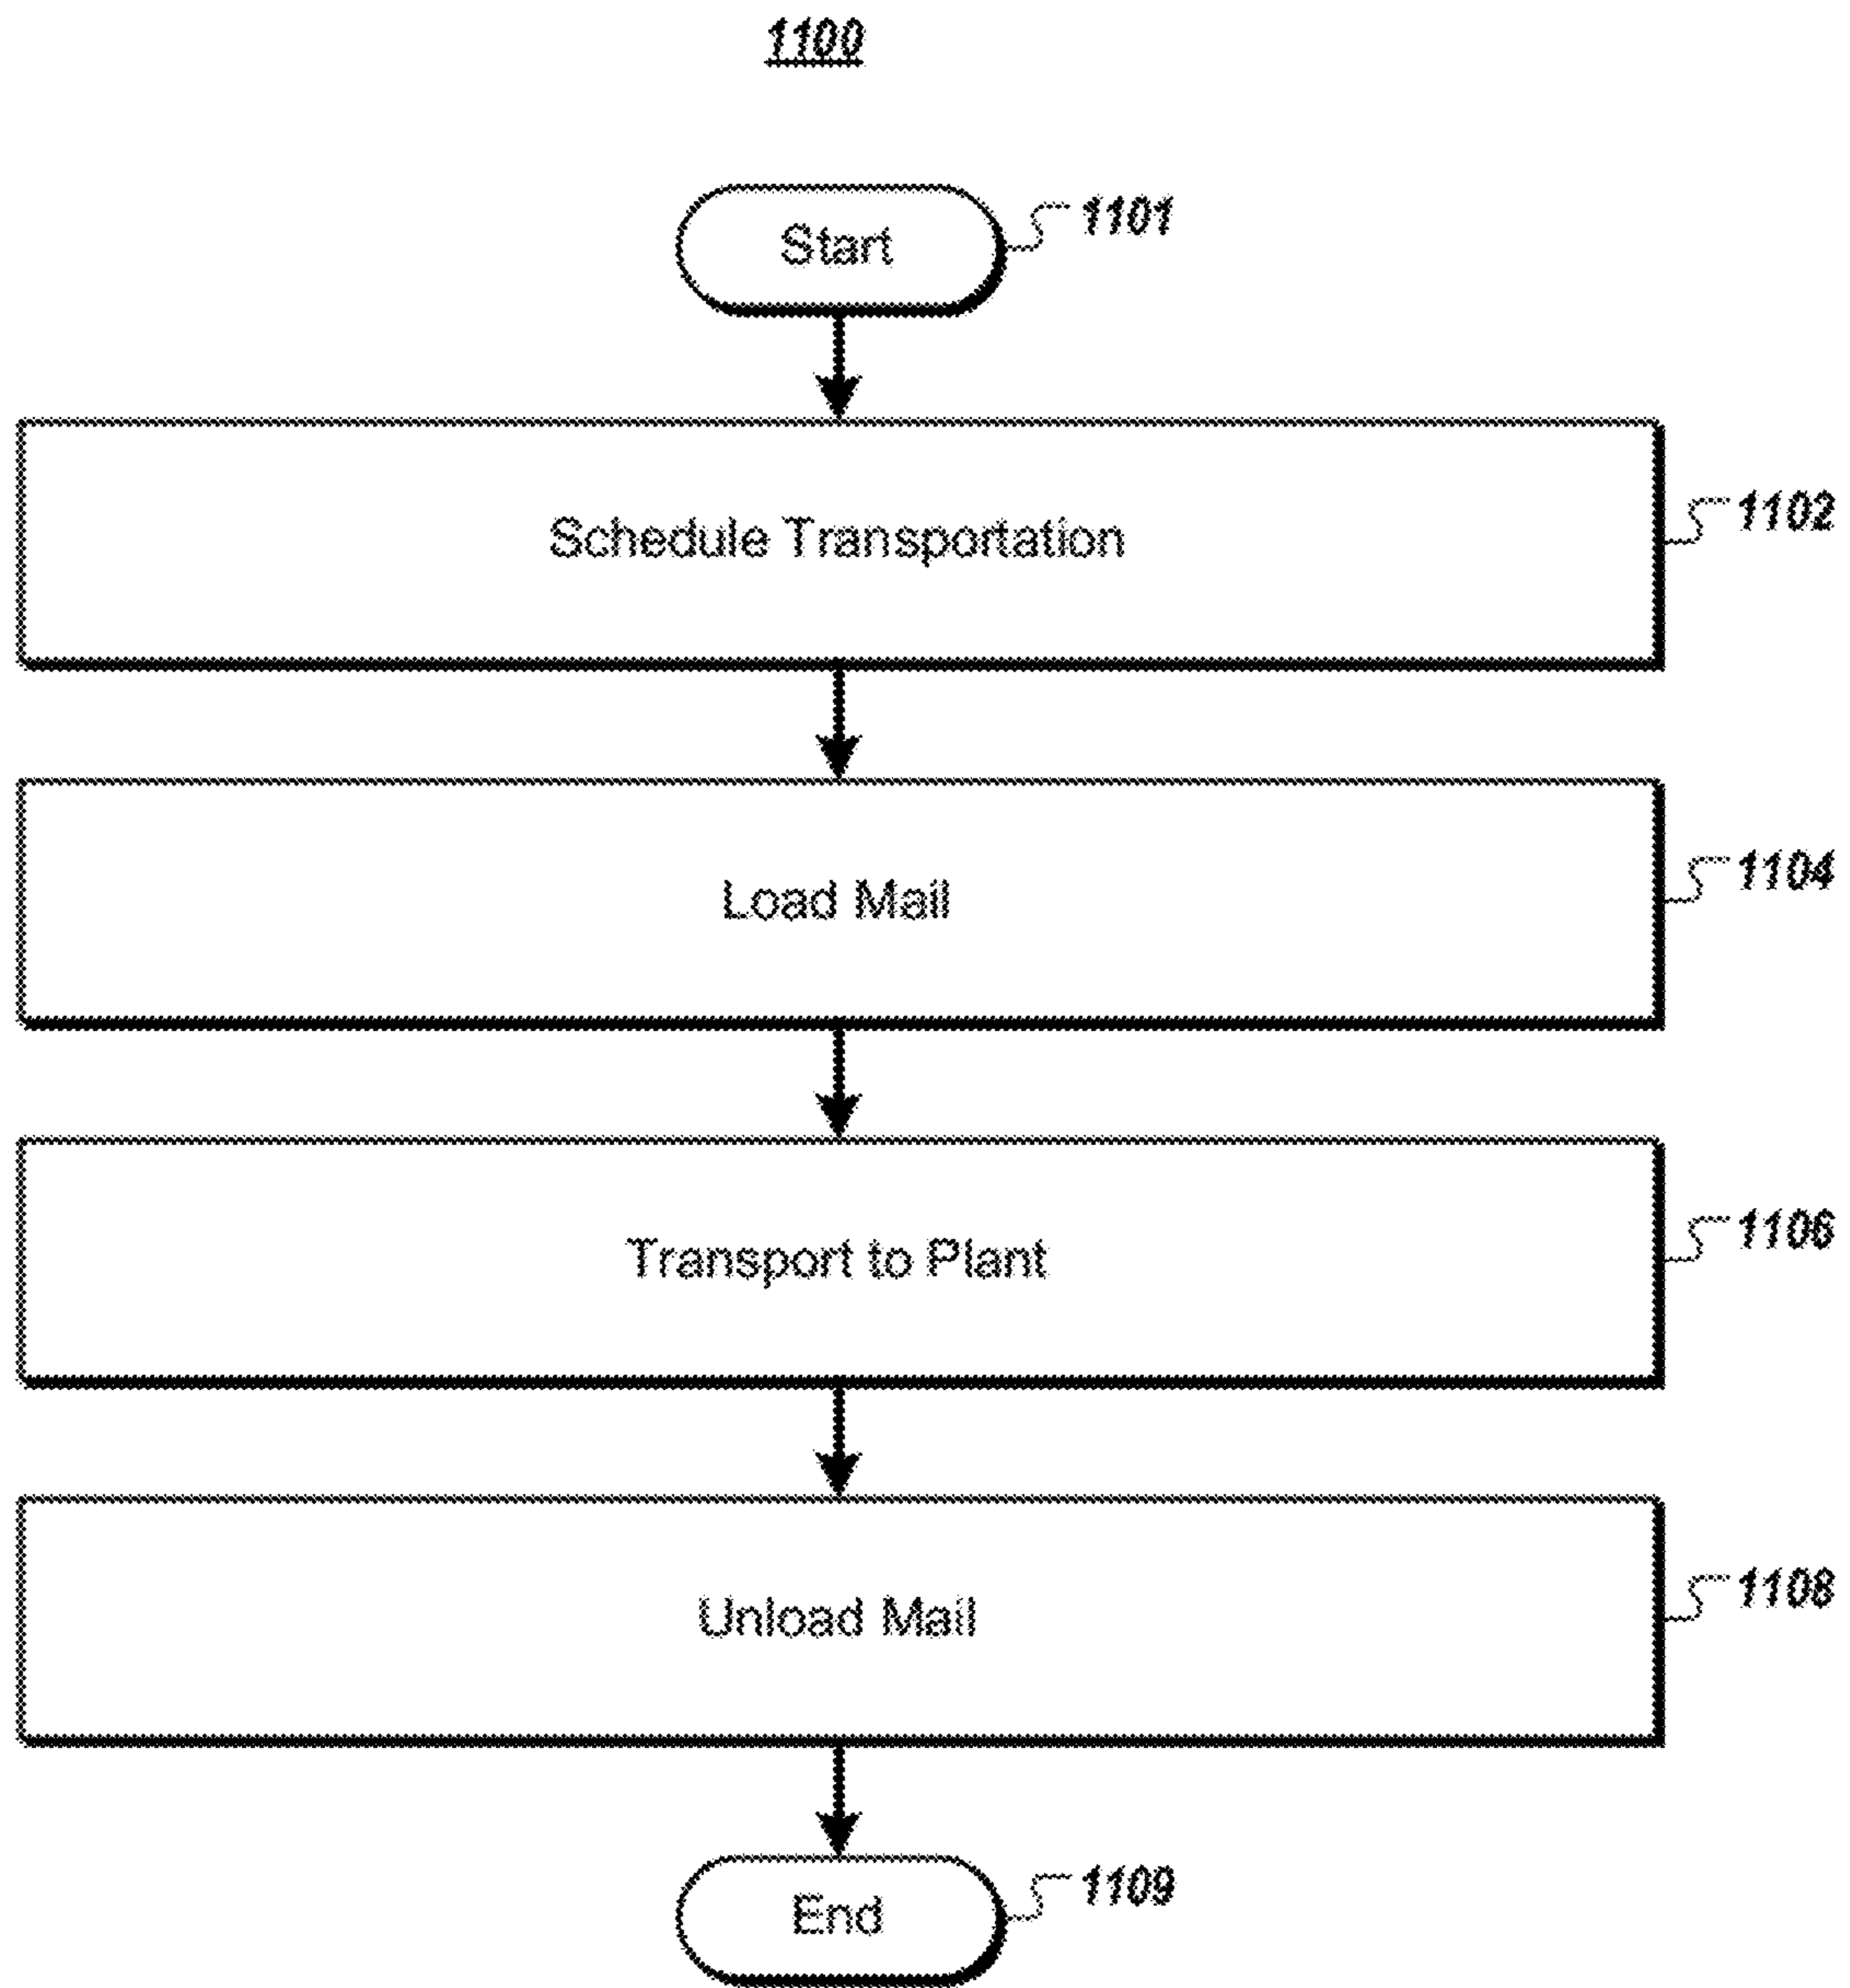 1100
Start
1101
Schedule Transportation
1102
Load Mail
1104
Transport to Plant
1106
Unload Mail
1108
End
1109